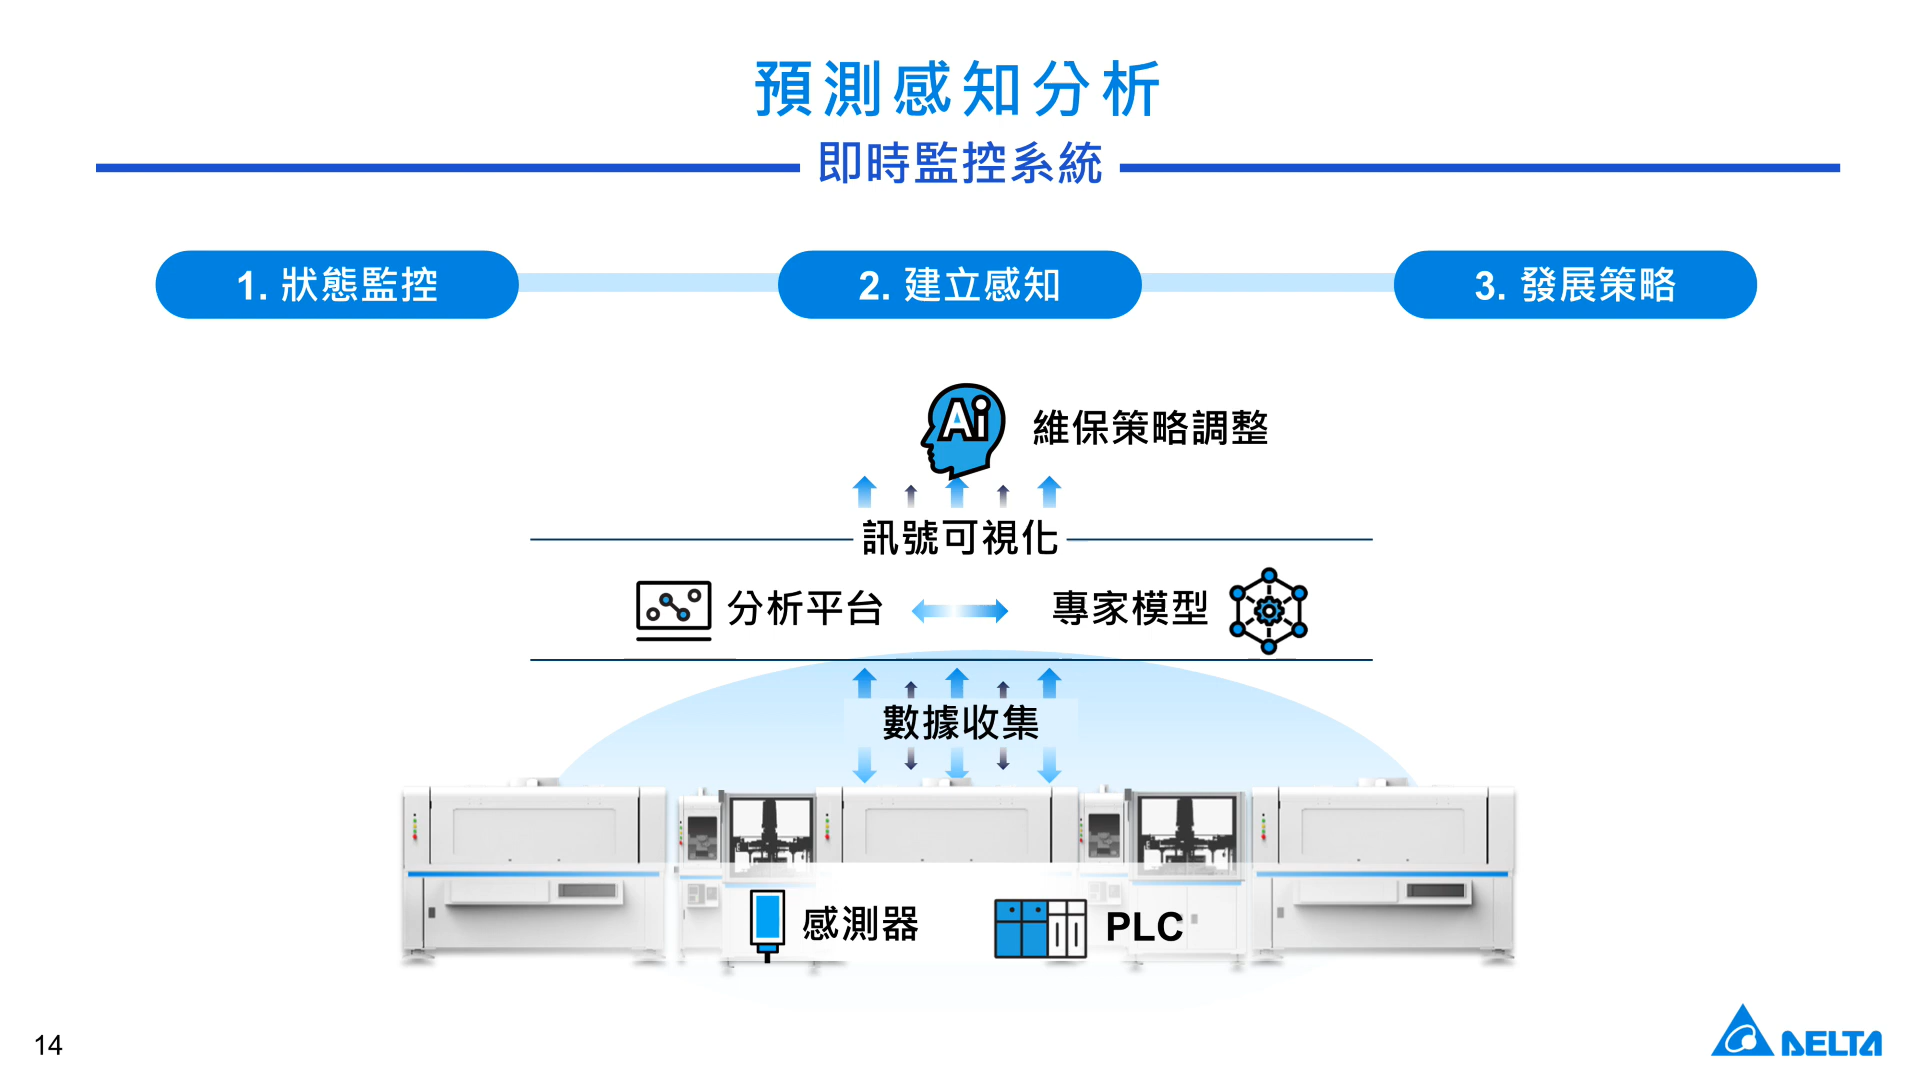 預測感知分析
即時監控系統
1. 狀態監控
2. 建立感知
3. 發展策略
Ai
維保策略調整
訊號可視化
分析平台
專家模型
數據收集
感測器
PLC
14
DELTA